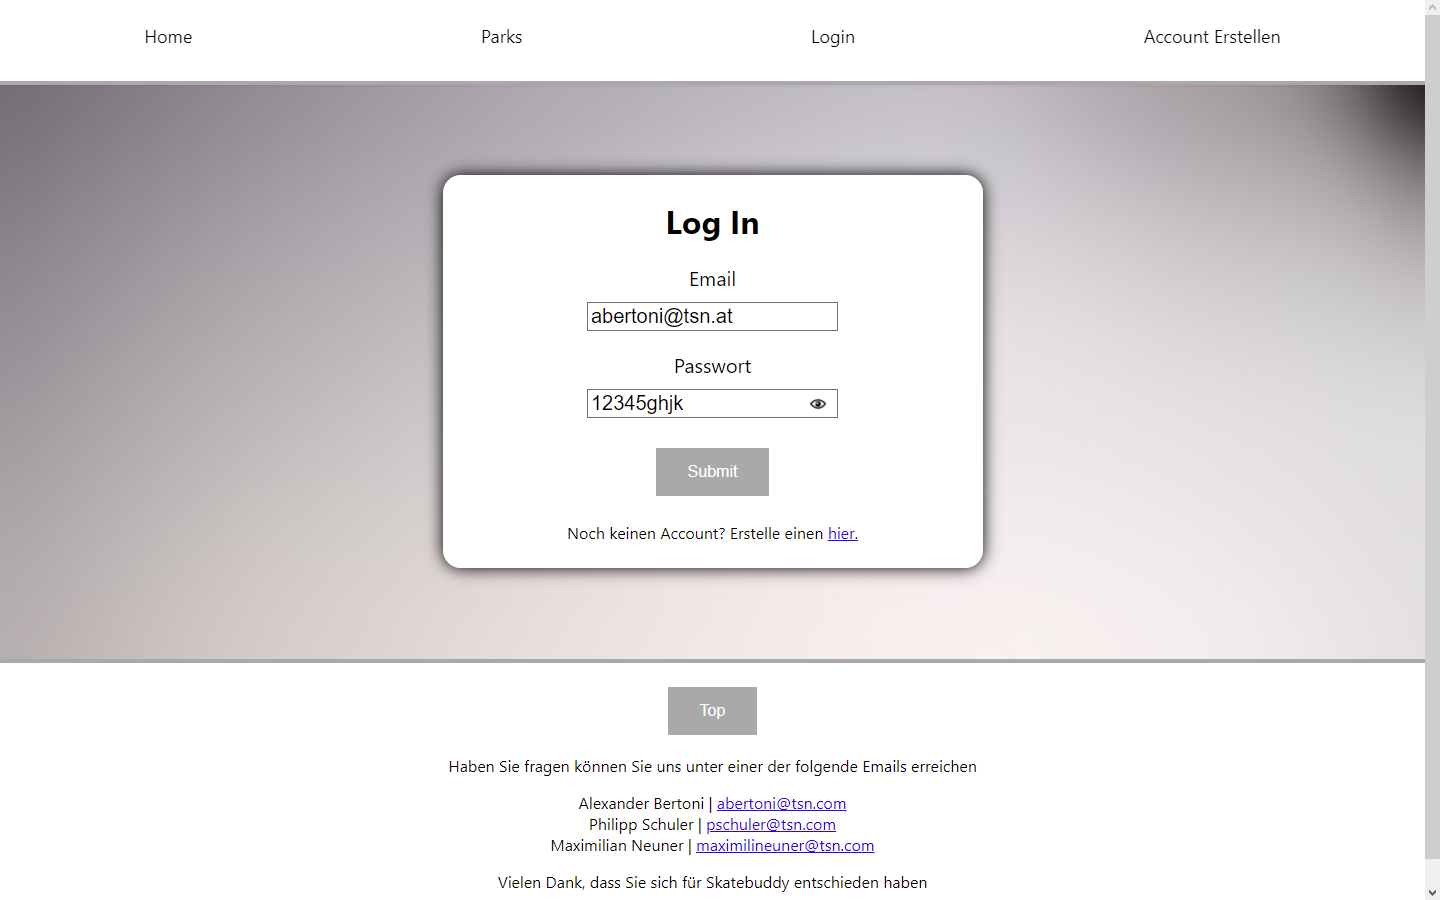 Home Parks Login Account Erstellen
Log In
Email
abertoni@tsn.at
Passwort
12345ghjk
Submit
Noch keinen Account? Erstelle einen hier.
Top
Haben Sie fragen können Sie uns unter einer der folgende Emails erreichen
Alexander Bertoni | abertoni@tsn.com
Philipp Schuler | pschuler@tsn.com
Maximilian Neuner | maximilineuner@tsn.com
Vielen Dank, dass Sie sich für Skatebuddy entschieden haben